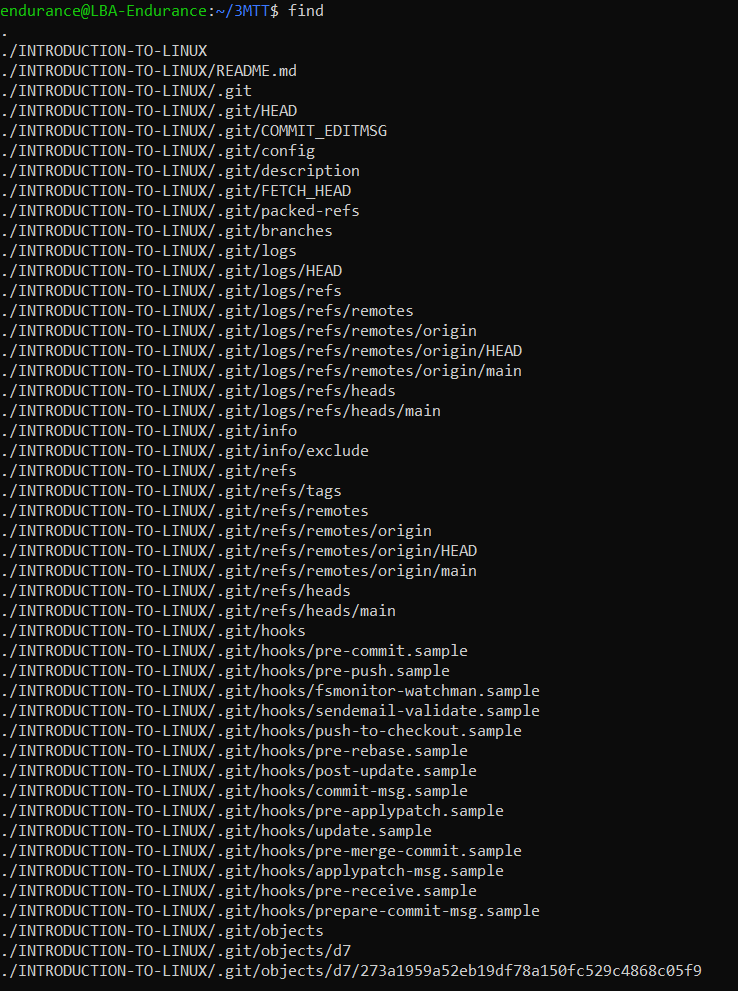 endurance@LBA-Endurance:~/3MTT$ find
.
./INTRODUCTION-TO-LINUX
./INTRODUCTION-TO-LINUX/README.md
./INTRODUCTION-TO-LINUX/.git
./INTRODUCTION-TO-LINUX/.git/HEAD
./INTRODUCTION-TO-LINUX/.git/COMMIT_EDITMSG
./INTRODUCTION-TO-LINUX/.git/config
./INTRODUCTION-TO-LINUX/.git/description
./INTRODUCTION-TO-LINUX/.git/FETCH_HEAD
./INTRODUCTION-TO-LINUX/.git/packed-refs
./INTRODUCTION-TO-LINUX/.git/branches
./INTRODUCTION-TO-LINUX/.git/logs
./INTRODUCTION-TO-LINUX/.git/logs/HEAD
./INTRODUCTION-TO-LINUX/.git/logs/refs
./INTRODUCTION-TO-LINUX/.git/logs/refs/remotes
./INTRODUCTION-TO-LINUX/.git/logs/refs/remotes/origin
./INTRODUCTION-TO-LINUX/.git/logs/refs/remotes/origin/HEAD
./INTRODUCTION-TO-LINUX/.git/logs/refs/remotes/origin/main
./INTRODUCTION-TO-LINUX/.git/logs/refs/heads
./INTRODUCTION-TO-LINUX/.git/logs/refs/heads/main
./INTRODUCTION-TO-LINUX/.git/info
./INTRODUCTION-TO-LINUX/.git/info/exclude
./INTRODUCTION-TO-LINUX/.git/refs
./INTRODUCTION-TO-LINUX/.git/refs/tags
./INTRODUCTION-TO-LINUX/.git/refs/remotes
./INTRODUCTION-TO-LINUX/.git/refs/remotes/origin
./INTRODUCTION-TO-LINUX/.git/refs/remotes/origin/HEAD
./INTRODUCTION-TO-LINUX/.git/refs/remotes/origin/main
./INTRODUCTION-TO-LINUX/.git/refs/heads
./INTRODUCTION-TO-LINUX/.git/refs/heads/main
./INTRODUCTION-TO-LINUX/.git/hooks
./INTRODUCTION-TO-LINUX/.git/hooks/pre-commit.sample
./INTRODUCTION-TO-LINUX/.git/hooks/pre-push.sample
./INTRODUCTION-TO-LINUX/.git/hooks/fsmonitor-watchman.sample
./INTRODUCTION-TO-LINUX/.git/hooks/sendemail-validate.sample
./INTRODUCTION-TO-LINUX/.git/hooks/push-to-checkout.sample
./INTRODUCTION-TO-LINUX/.git/hooks/pre-rebase.sample
./INTRODUCTION-TO-LINUX/.git/hooks/post-update.sample
./INTRODUCTION-TO-LINUX/.git/hooks/commit-msg.sample
./INTRODUCTION-TO-LINUX/.git/hooks/pre-applypatch.sample
./INTRODUCTION-TO-LINUX/.git/hooks/update.sample
./INTRODUCTION-TO-LINUX/.git/hooks/pre-merge-commit.sample
./INTRODUCTION-TO-LINUX/.git/hooks/applypatch-msg.sample
./INTRODUCTION-TO-LINUX/.git/hooks/pre-receive.sample
./INTRODUCTION-TO-LINUX/.git/hooks/prepare-commit-msg.sample
./INTRODUCTION-TO-LINUX/.git/objects
./INTRODUCTION-TO-LINUX/.git/objects/d7
./INTRODUCTION-TO-LINUX/.git/objects/d7/273a1959a52eb19df78a150fc529c4868c05f9